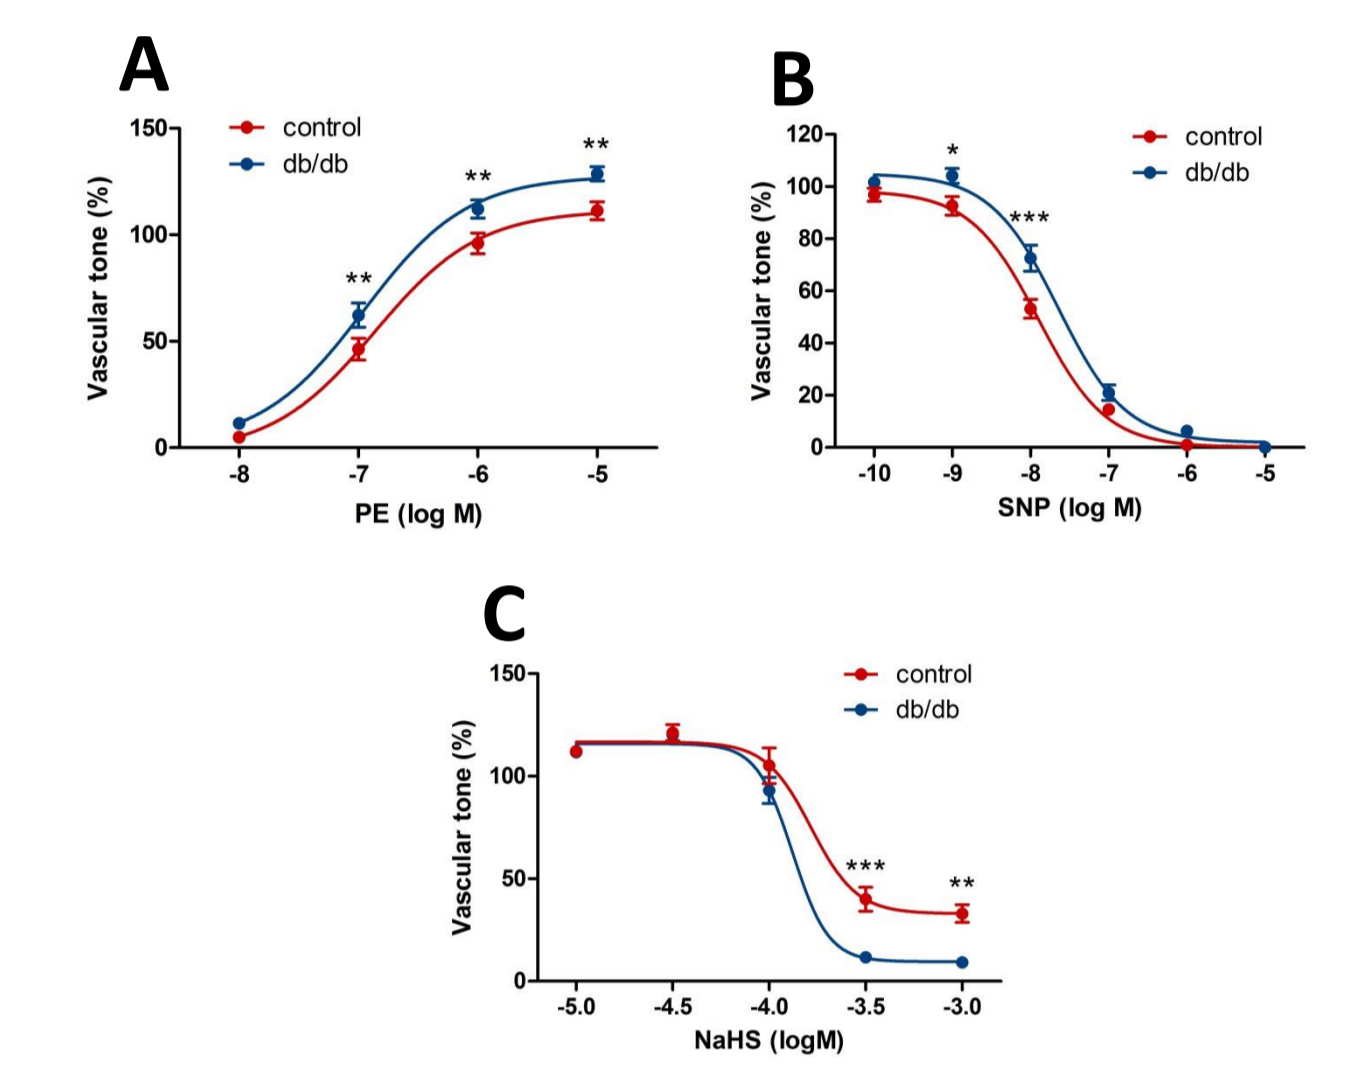 A
control
db/db
150
100
50
0
Vascular tone (%)
**
**
**
-8 -7 -6 -5
PE (log M)
B
control
db/db
120
100
80
60
40
20
0
Vascular tone (%)
*
***
-10 -9 -8 -7 -6 -5
SNP (log M)
C
control
db/db
150
100
50
0
Vascular tone (%)
***
**
-5.0 -4.5 -4.0 -3.5 -3.0
NaHS (logM)